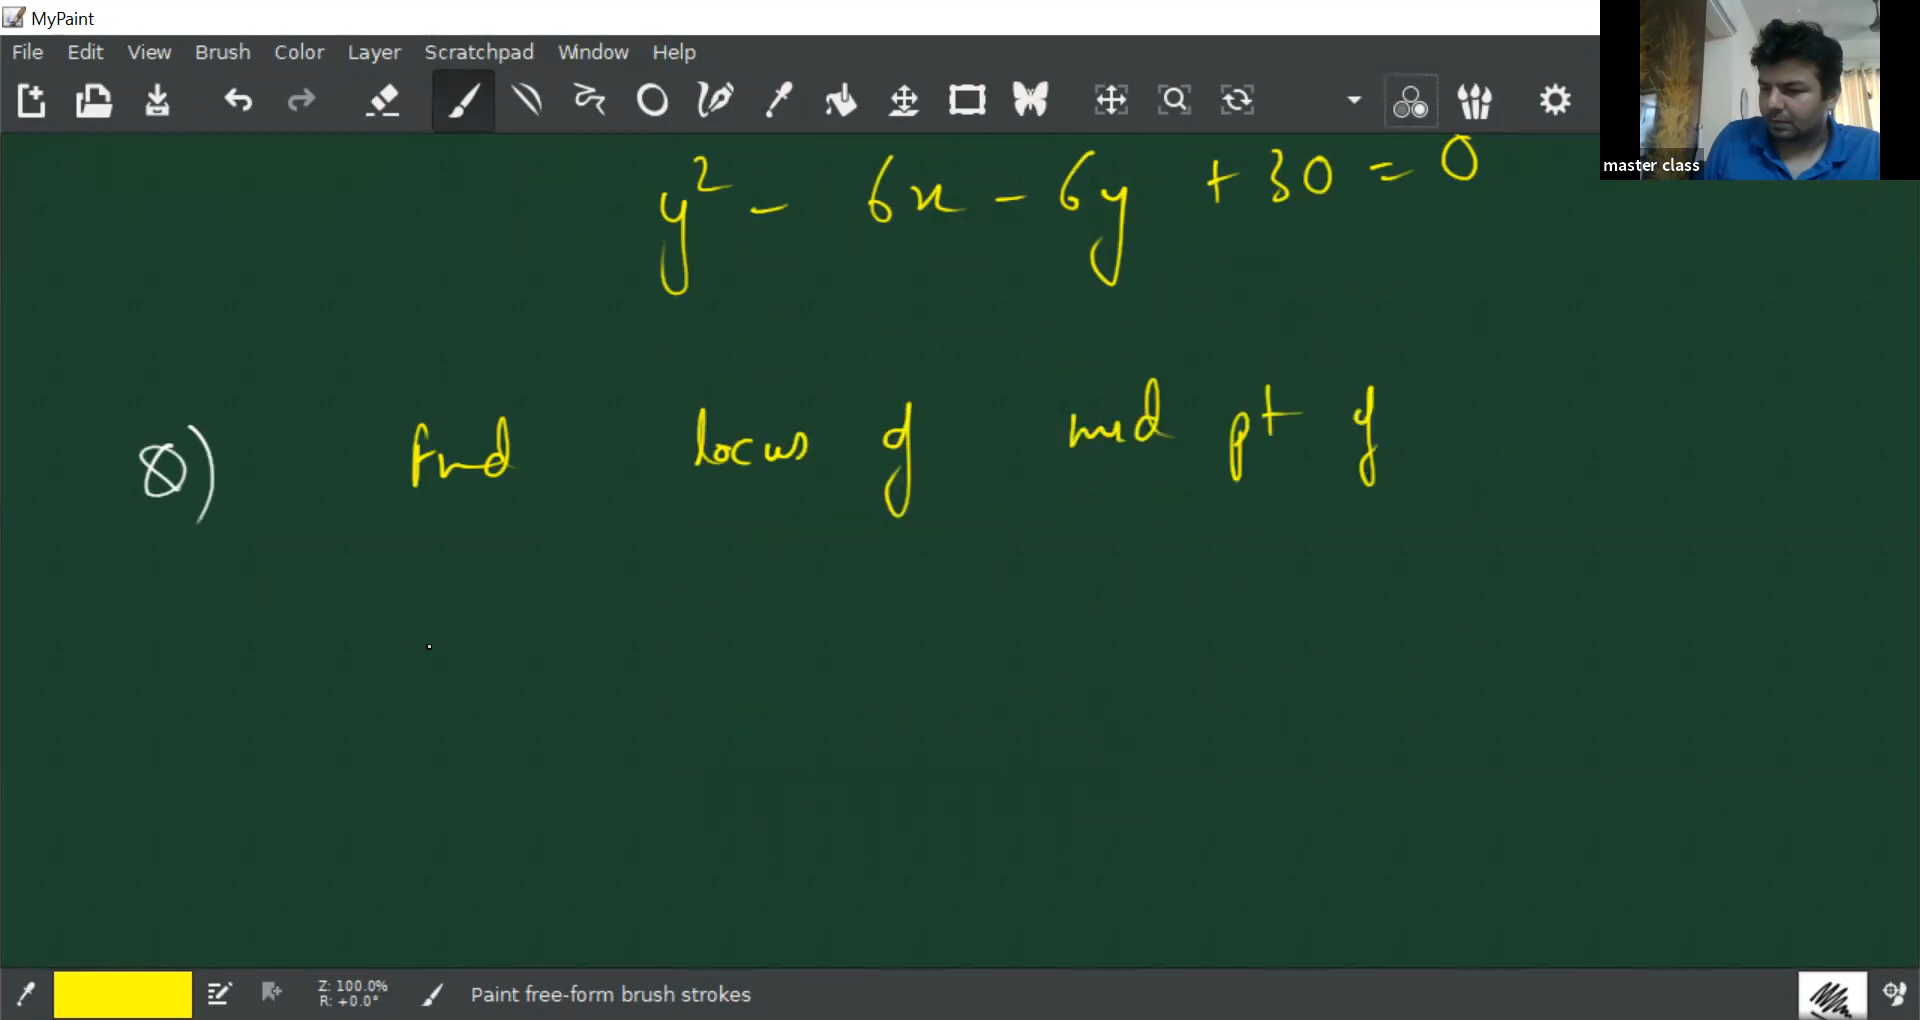 MyPaint
File Edit View Brush Color Layer Scratchpad Window Help
master class
y² - 6x - 6y + 30 = 0
Q) find locus of mid pt of
Z: 100.0%
R: +0.0°
Paint free-form brush strokes